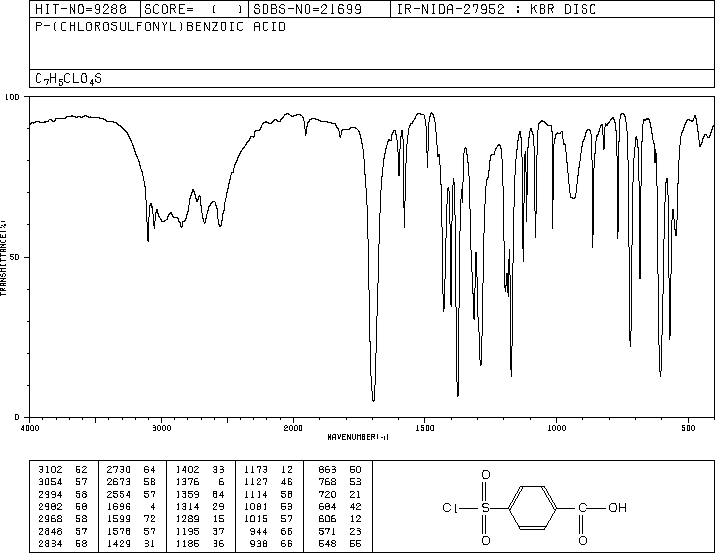 HIT-NO=9288 SCORE= ( ) SDBS-NO=21699 IR-NIDA-27952 : KBR DISC
P-(CHLOROSULFONYL)BENZOIC ACID
C7H5CLO4S
100
TRANSMITTANCE(%)
50
0
4000 3000 2000 1500 1000 500
WAVENUMBER(-1)
3102 52 2730 64 1402 33 1173 12 863 50
3054 57 2673 58 1376 6 1127 46 768 53
2994 58 2554 57 1359 84 1114 58 720 21
2982 58 1696 4 1314 29 1081 53 684 42
2968 58 1599 72 1289 15 1015 57 606 12
2846 57 1578 57 1195 37 944 66 571 23
2834 58 1429 31 1186 36 938 66 548 55
O
Cl S C OH
O O